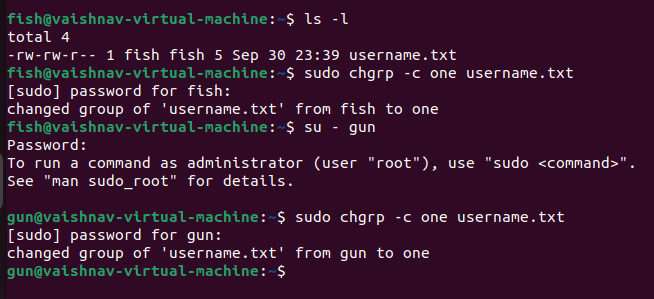 fish@vaishnav-virtual-machine:~$ ls -l
total 4
-rw-rw-r-- 1 fish fish 5 Sep 30 23:39 username.txt
fish@vaishnav-virtual-machine:~$ sudo chgrp -c one username.txt
[sudo] password for fish:
changed group of 'username.txt' from fish to one
fish@vaishnav-virtual-machine:~$ su - gun
Password:
To run a command as administrator (user "root"), use "sudo <command>".
See "man sudo_root" for details.
gun@vaishnav-virtual-machine:~$ sudo chgrp -c one username.txt
[sudo] password for gun:
changed group of 'username.txt' from gun to one
gun@vaishnav-virtual-machine:~$